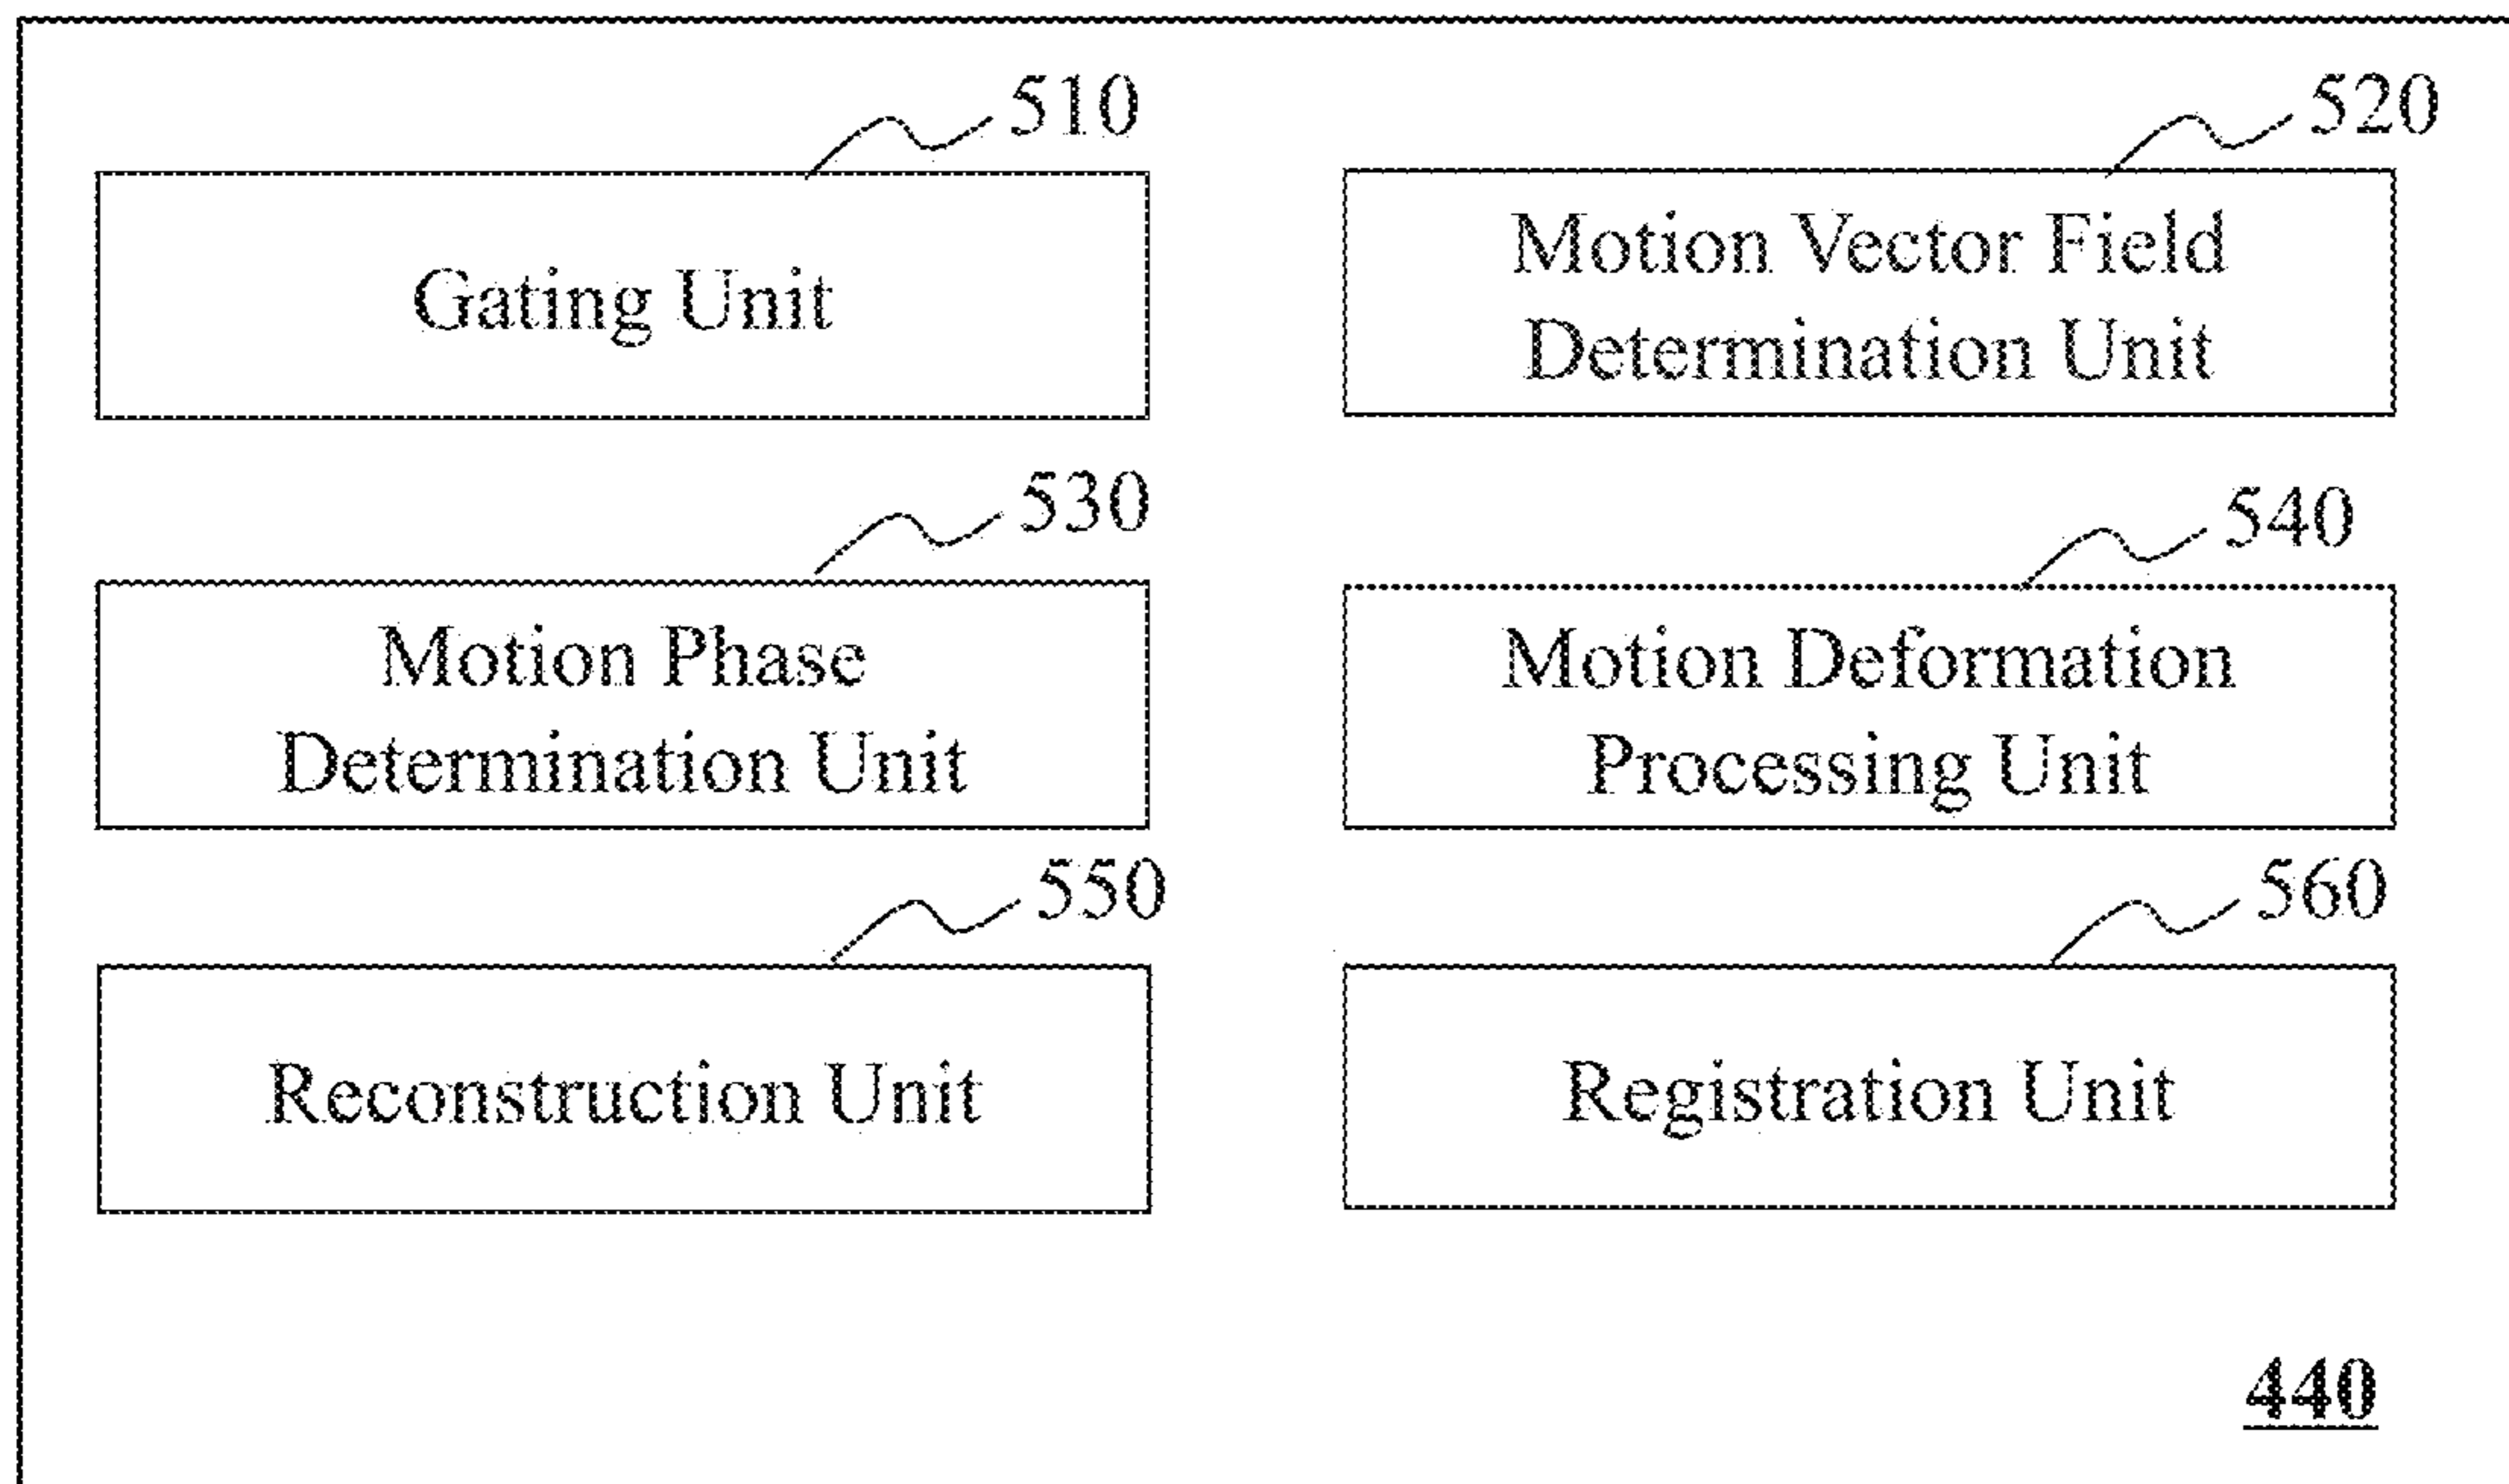 510
520
Gating Unit
Motion Vector Field
Determination Unit
530
540
Motion Phase
Determination Unit
Motion Deformation
Processing Unit
550
560
Reconstruction Unit
Registration Unit
440